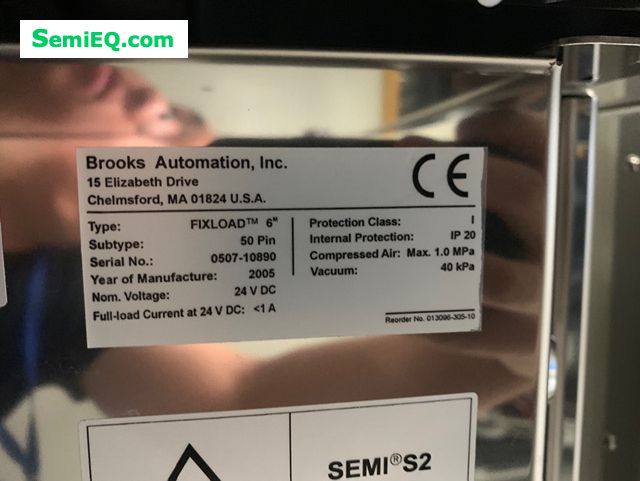 SemiEQ.com
Brooks Automation, Inc.
15 Elizabeth Drive
Chelmsford, MA 01824 U.S.A.
CE
Type: FIXLOAD™ 6"
Subtype: 50 Pin
Serial No.: 0507-10890
Year of Manufacture: 2005
Nom. Voltage: 24 V DC
Full-load Current at 24 V DC: <1 A
Protection Class: I
Internal Protection: IP 20
Compressed Air: Max. 1.0 MPa
Vacuum: 40 kPa
Reorder No. 013096-305-10
SEMI®S2